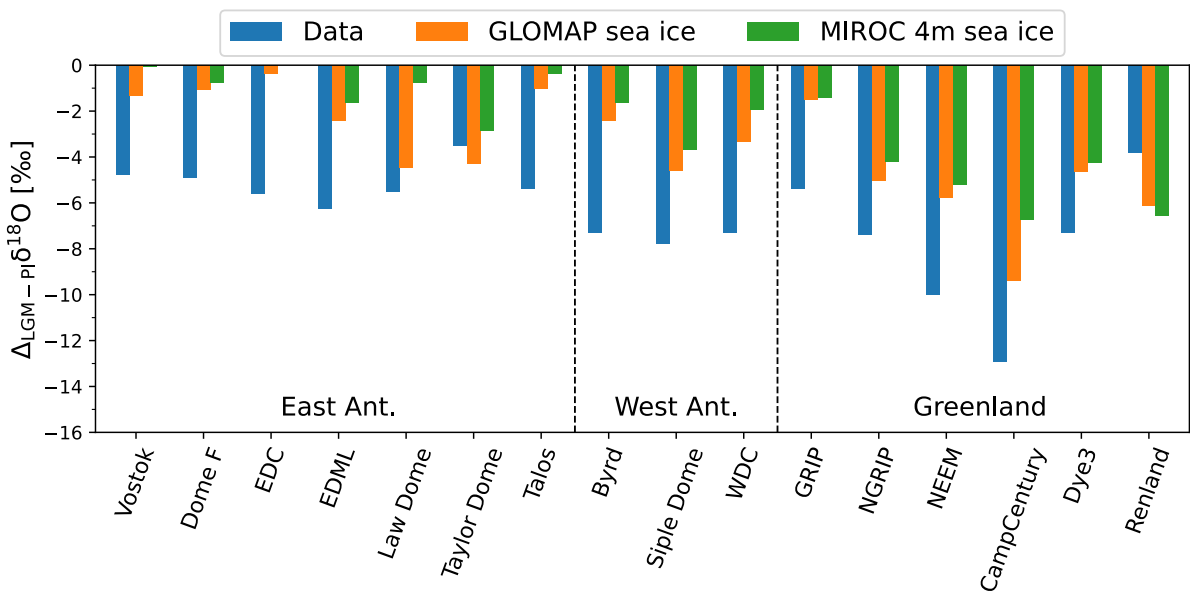 Data GLOMAP sea ice MIROC 4m sea ice
Δ_LGM−PI δ¹⁸O [‰]
0
−2
−4
−6
−8
−10
−12
−14
−16
East Ant. West Ant. Greenland
Vostok
Dome F
EDC
EDML
Law Dome
Taylor Dome
Talos
Byrd
Siple Dome
WDC
GRIP
NGRIP
NEEM
CampCentury
Dye3
Renland